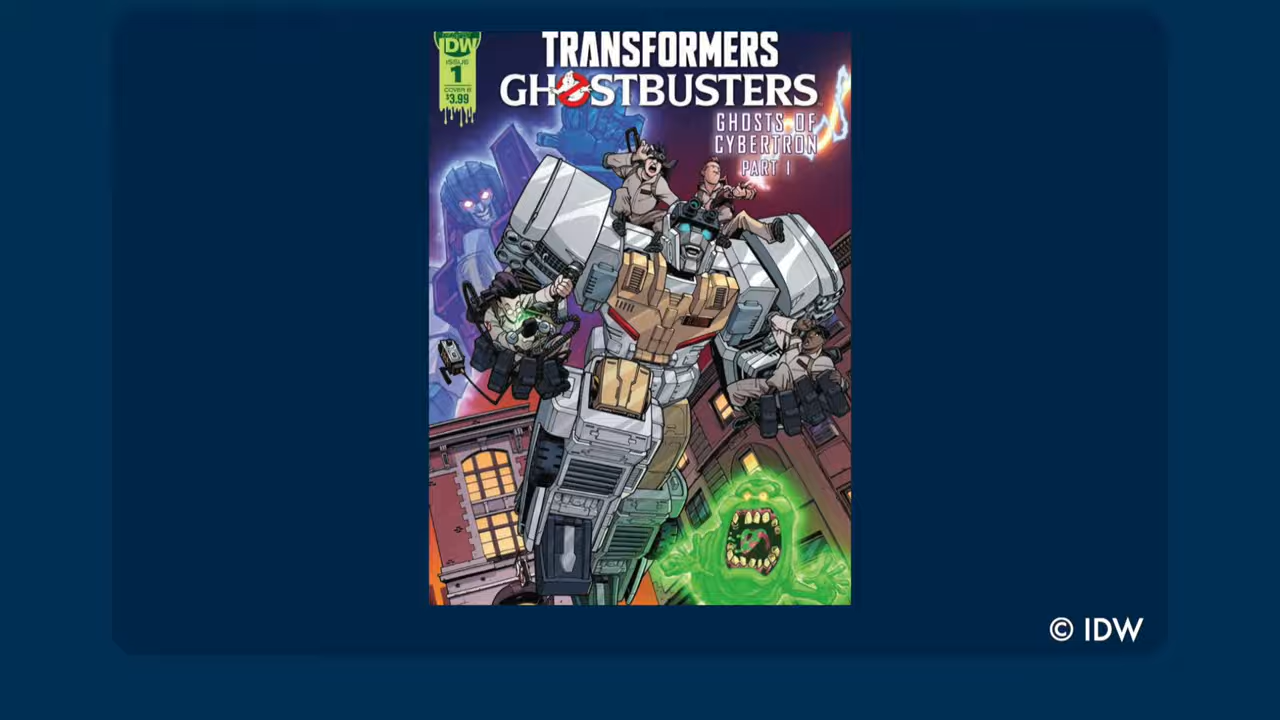 IDW
ISSUE
1
COVER B
$3.99
TRANSFORMERS
GHOSTBUSTERS
GHOSTS OF
CYBERTRON
PART 1
© IDW